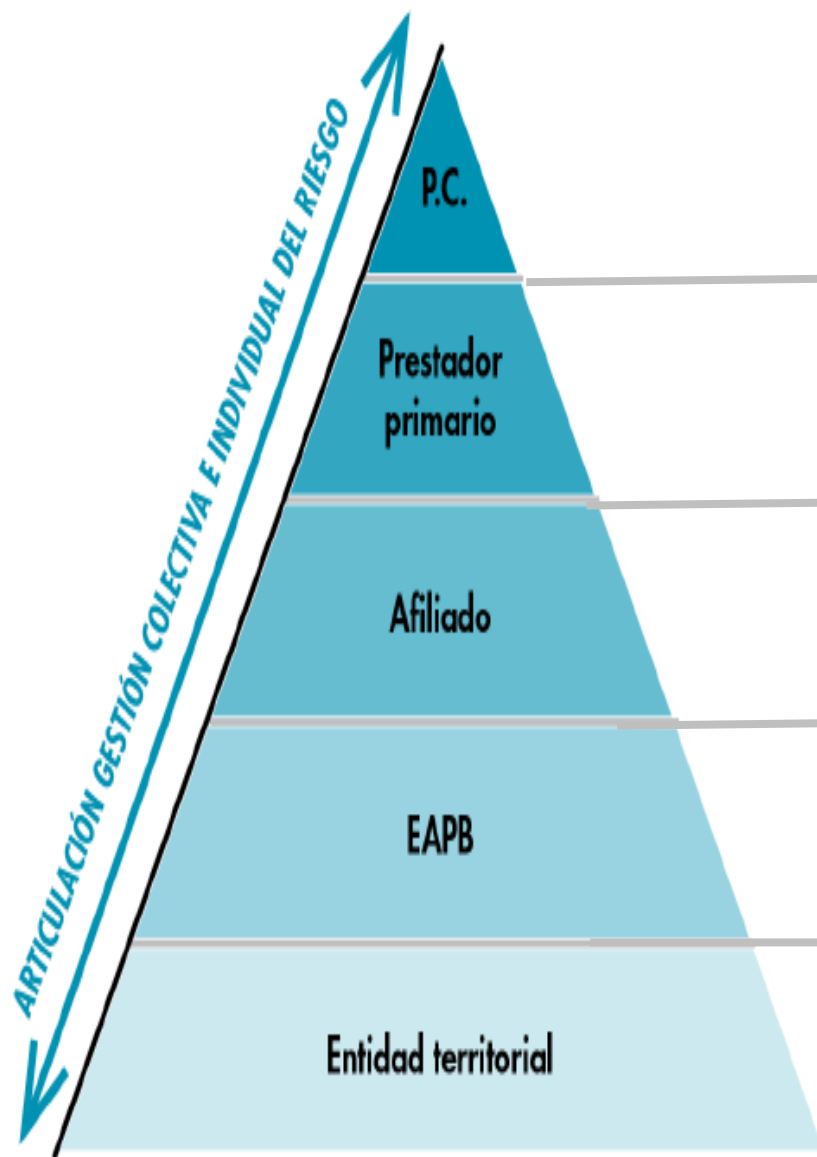 ARTICULACIÓN GESTIÓN COLECTIVA E INDIVIDUAL DEL RIESGO
P.C.
Prestador
primario
Afiliado
EAPB
Entidad territorial